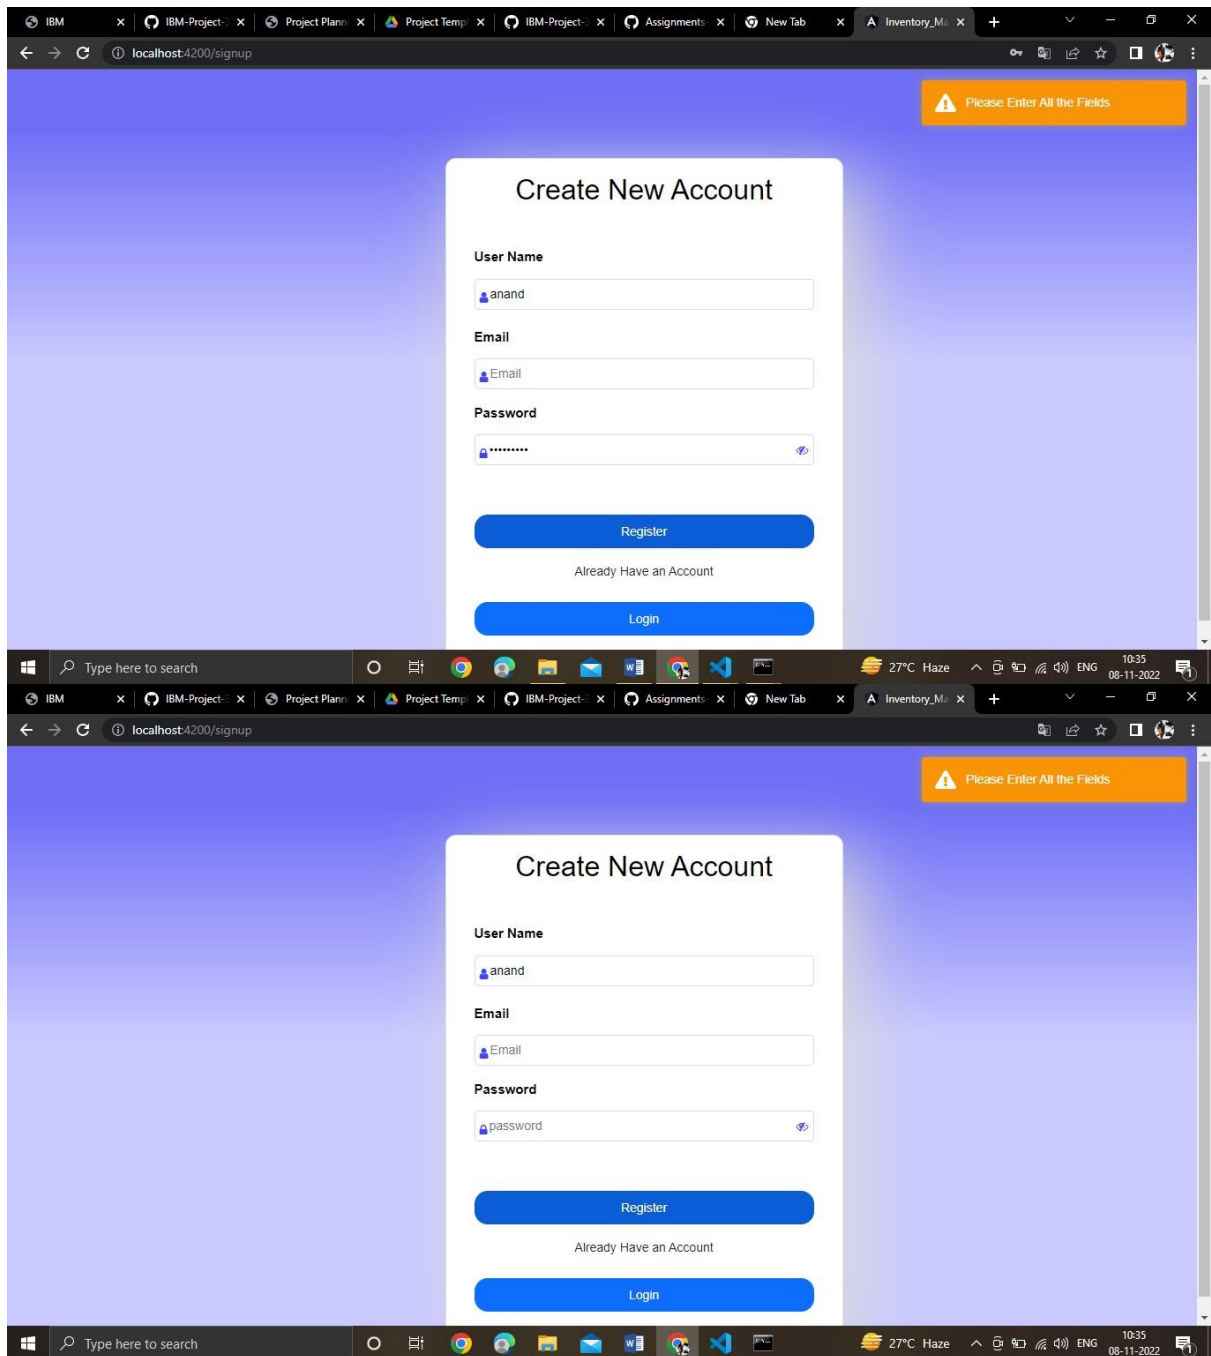 IBM IBM-Project- Project Plann Project Templ IBM-Project- Assignments- New Tab Inventory_Ma
localhost:4200/signup
Please Enter All the Fields
Create New Account
User Name
anand
Email
Email
Password
•••••••••
Register
Already Have an Account
Login
Type here to search 27°C Haze ENG 10:35
08-11-2022
IBM IBM-Project- Project Plann Project Templ IBM-Project- Assignments- New Tab Inventory_Ma
localhost:4200/signup
Please Enter All the Fields
Create New Account
User Name
anand
Email
Email
Password
password
Register
Already Have an Account
Login
Type here to search 27°C Haze ENG 10:35
08-11-2022